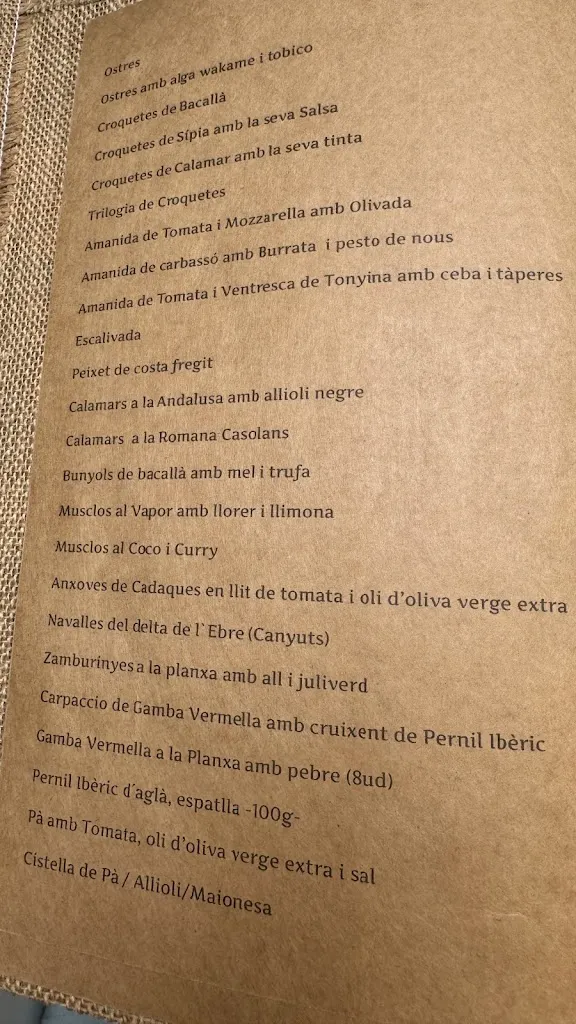 Ostres
Ostres amb alga wakame i tobico
Croquetes de Bacallà
Croquetes de Sípia amb la seva Salsa
Croquetes de Calamar amb la seva tinta
Trilogia de Croquetes
Amanida de Tomata i Mozzarella amb Olivada
Amanida de carbassó amb Burrata i pesto de nous
Amanida de Tomata i Ventresca de Tonyina amb ceba i tàperes
Escalivada
Peixet de costa fregit
Calamars a la Andalusa amb allioli negre
Calamars a la Romana Casolans
Bunyols de bacallà amb mel i trufa
Musclos al Vapor amb llorer i llimona
Musclos al Coco i Curry
Anxoves de Cadaques en llit de tomata i oli d'oliva verge extra
Navalles del delta de l`Ebre (Canyuts)
Zamburinyes a la planxa amb all i juliverd
Carpaccio de Gamba Vermella amb cruixent de Pernil Ibèric
Gamba Vermella a la Planxa amb pebre (8ud)
Pernil Ibèric d´aglà, espatlla -100g-
Pà amb Tomata, oli d'oliva verge extra i sal
Cistella de Pà / Allioli/Maionesa